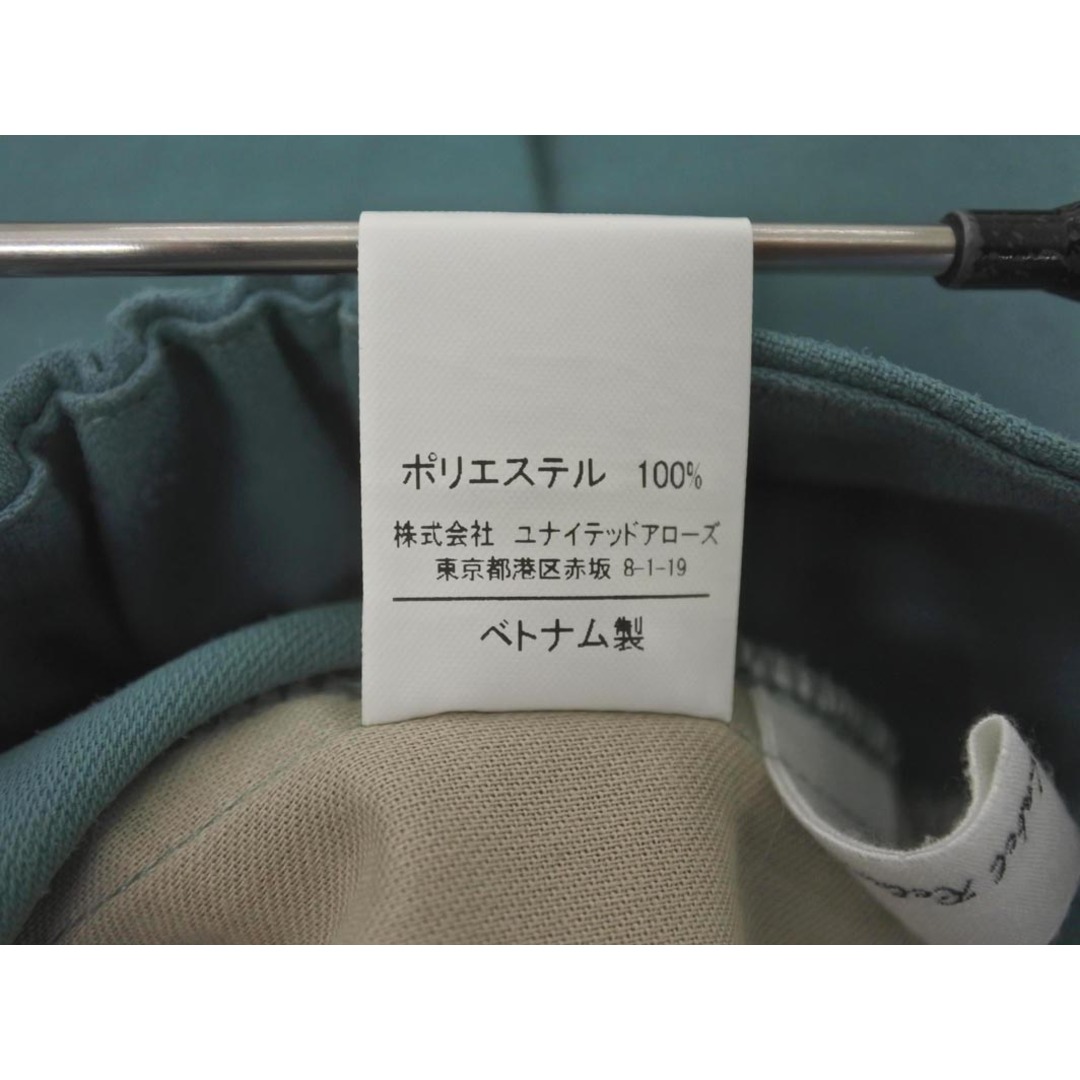 ポリエステル 100%
株式会社 ユナイテッドアローズ
東京都港区赤坂 8-1-19
ベトナム製